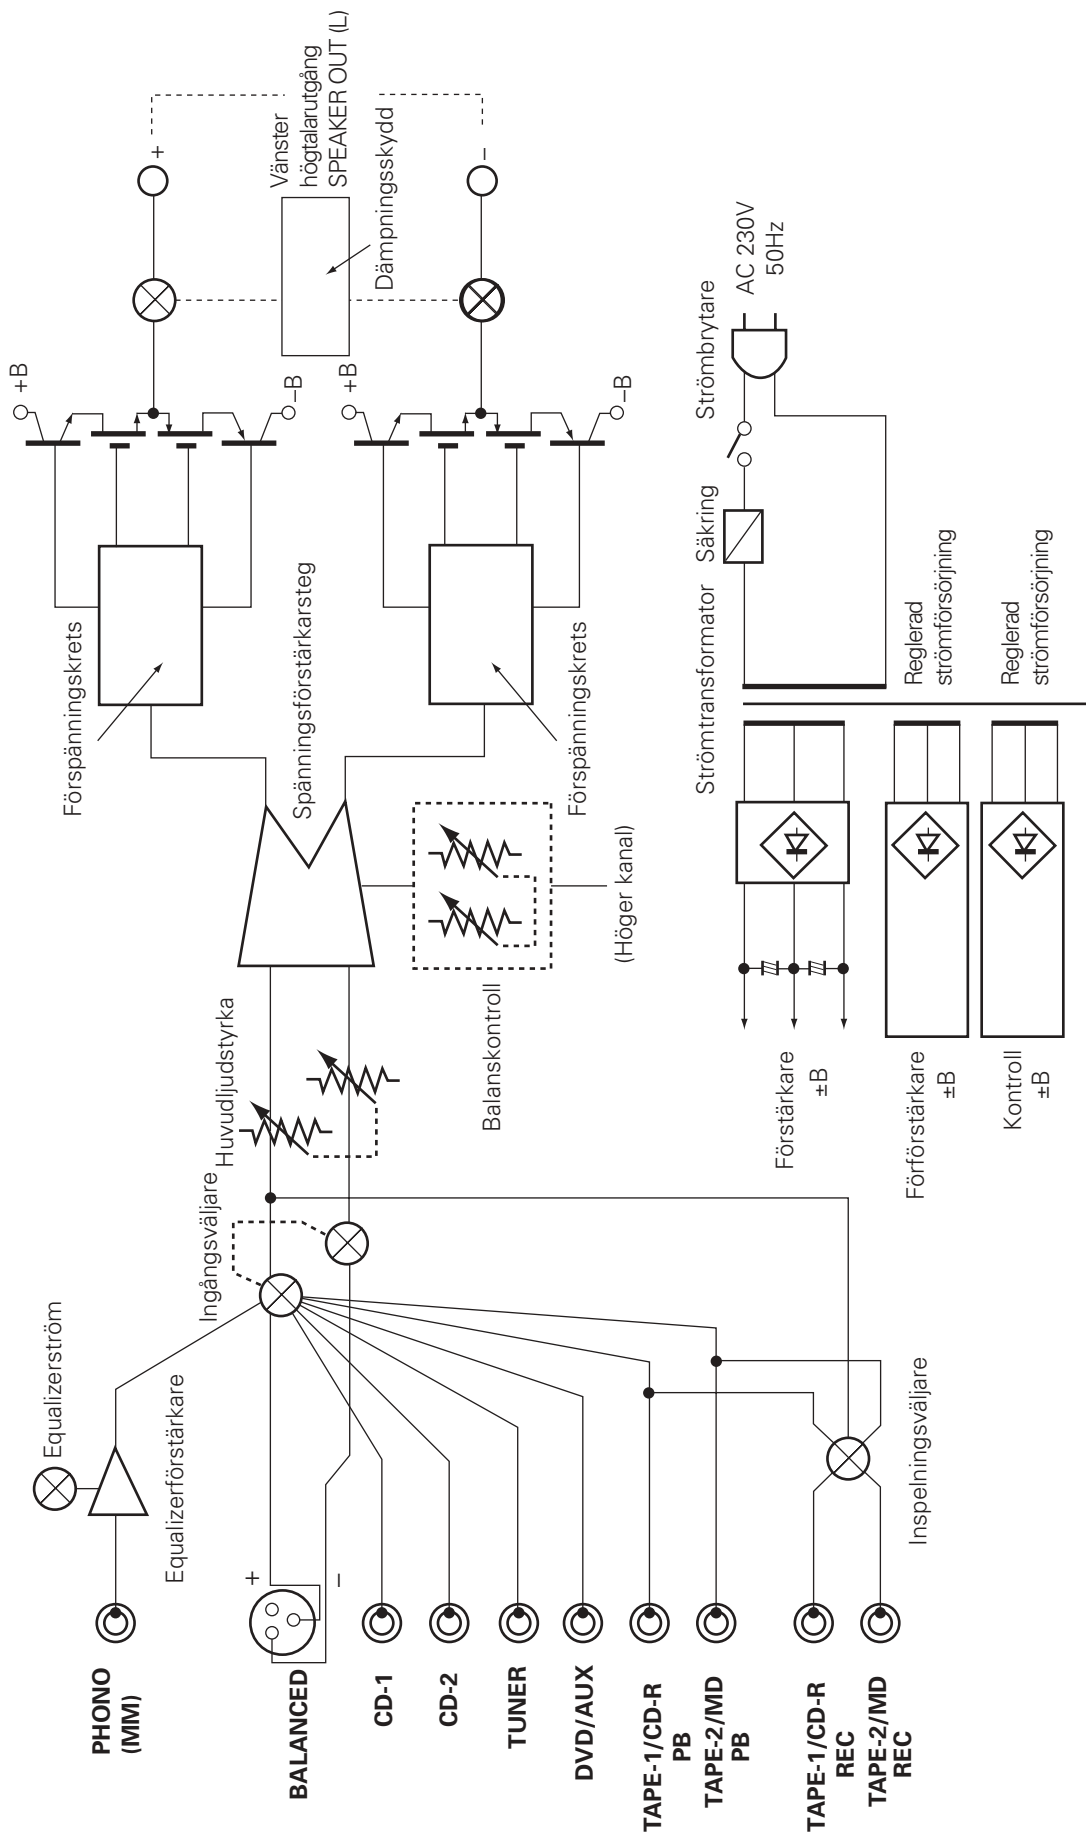 PHONO
(MM)
BALANCED
CD-1
CD-2
TUNER
DVD/AUX
TAPE-1/CD-R
PB
TAPE-2/MD
PB
TAPE-1/CD-R
REC
TAPE-2/MD
REC
+
–
Equalizerström
Equalizerförstärkare
Ingångsväljare
Inspelningsväljare
Huvudljudstyrka
Balanskontroll
(Höger kanal)
Spänningsförstärkarsteg
Förspänningskrets
Förspänningskrets
+B
–B
+B
–B
+
–
Vänster
högtalarutgång
SPEAKER OUT (L)
Dämpningsskydd
Strömtransformator
Säkring
Strömbrytare
AC 230V
50Hz
Reglerad
strömförsörjning
Reglerad
strömförsörjning
Förstärkare
±B
Förförstärkare
±B
Kontroll
±B